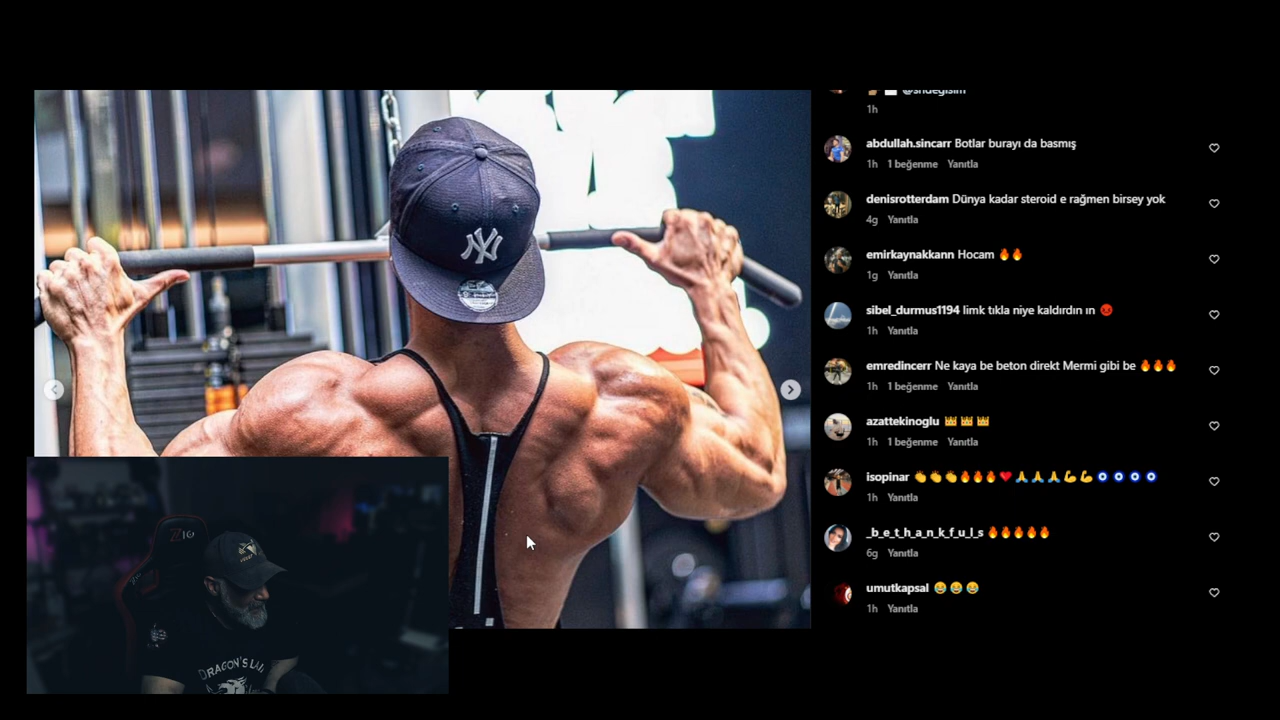 @sridegisim
1h
abdullah.sincarr Botlar burayı da basmış
1h 1 beğenme Yanıtla
denisrotterdam Dünya kadar steroid e rağmen birsey yok
4g Yanıtla
emirkaynakkann Hocam 🔥🔥
1g Yanıtla
sibel_durmus1194 limk tıkla niye kaldırdın ın 😡
1h Yanıtla
emredincerr Ne kaya be beton direkt Mermi gibi be 🔥🔥🔥
1h 1 beğenme Yanıtla
azattekinoglu 👑👑👑
1h 1 beğenme Yanıtla
isopinar 👏👏👏🔥🔥🔥❤️🙏🙏🙏💪💪🧿🧿🧿🧿
1h Yanıtla
_b_e_t_h_a_n_k_f_u_l_s 🔥🔥🔥🔥🔥
6g Yanıtla
umutkapsal 😂😂😂
1h Yanıtla
NY
DRAGON'S LAIR